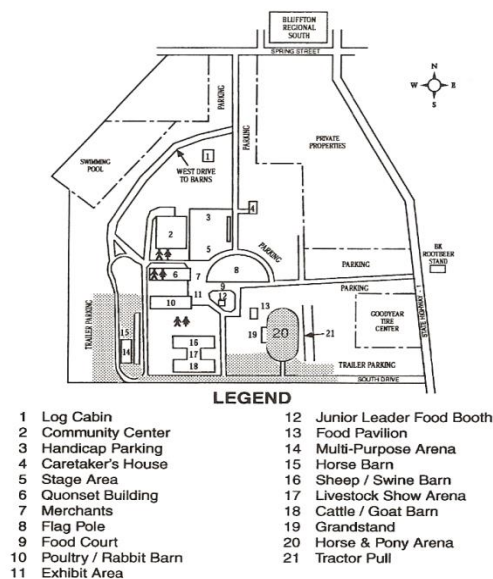 BLUFFTON
REGIONAL
SOUTH
SPRING STREET
N
W
E
S
PARKING
PARKING
PRIVATE
PROPERTIES
SWIMMING
POOL
WEST DRIVE
TO BARNS
1
2
3
4
5
PARKING
BK
ROOTBEER
STAND
PARKING
6
7
8
9
PARKING
10
11
12
13
GOODYEAR
TIRE
CENTER
STATE HIGHWAY 1
TRAILER PARKING
15
14
16
17
18
19
20
21
TRAILER PARKING
SOUTH DRIVE
LEGEND
1 Log Cabin
2 Community Center
3 Handicap Parking
4 Caretaker's House
5 Stage Area
6 Quonset Building
7 Merchants
8 Flag Pole
9 Food Court
10 Poultry / Rabbit Barn
11 Exhibit Area
12 Junior Leader Food Booth
13 Food Pavilion
14 Multi-Purpose Arena
15 Horse Barn
16 Sheep / Swine Barn
17 Livestock Show Arena
18 Cattle / Goat Barn
19 Grandstand
20 Horse & Pony Arena
21 Tractor Pull